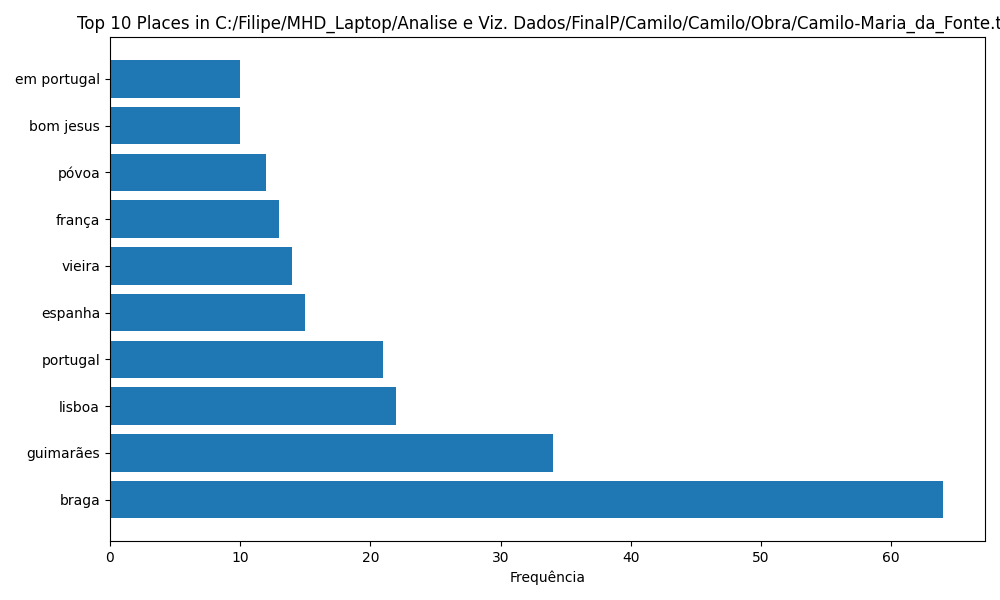 Top 10 Places in C:/Filipe/MHD_Laptop/Analise e Viz. Dados/FinalP/Camilo/Camilo/Obra/Camilo-Maria_da_Fonte.t
em portugal
bom jesus
póvoa
frança
vieira
espanha
portugal
lisboa
guimarães
braga
0 10 20 30 40 50 60
Frequência